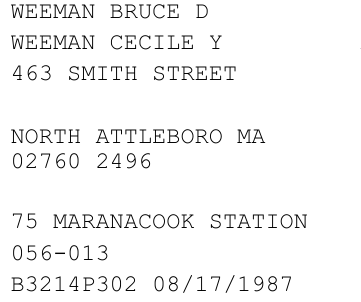 WEEMAN BRUCE D
WEEMAN CECILE Y
463 SMITH STREET
NORTH ATTLEBORO MA
02760 2496
75 MARANACOOK STATION
056-013
B3214P302 08/17/1987